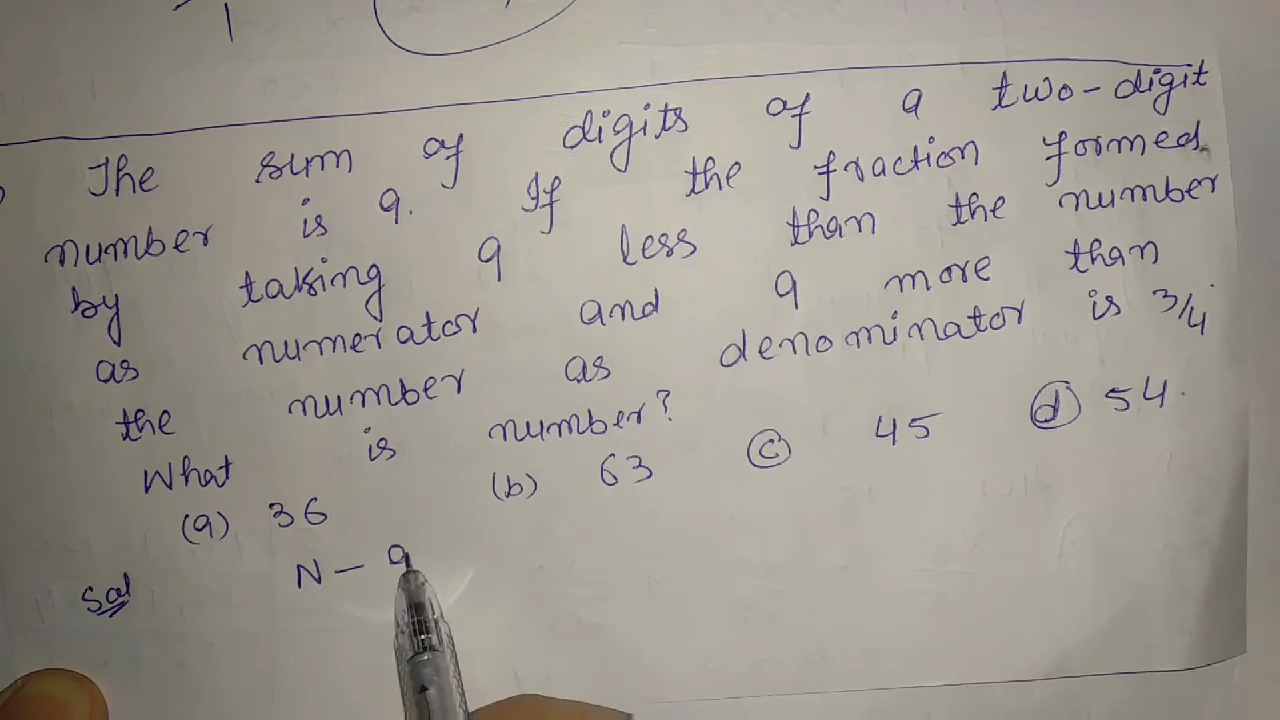 The sum of digits of a two-digit
number is 9. If the fraction formed
by taking 9 less than the number
as numerator and 9 more than
the number as denominator is 3/4.
What is number?
(a) 36 (b) 63 (c) 45 (d) 54.
Sol N - 9